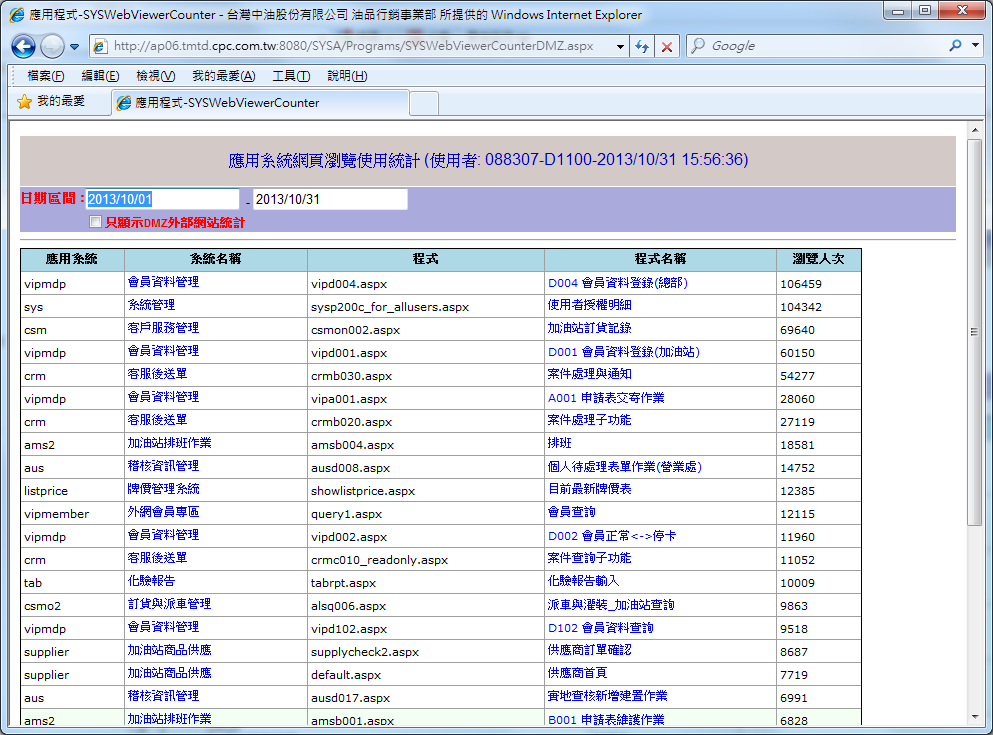 應用程式-SYSWebViewerCounter - 台灣中油股份有限公司 油品行銷事業部 所提供的 Windows Internet Explorer
http://ap06.tmtd.cpc.com.tw:8080/SYSA/Programs/SYSWebViewerCounterDMZ.aspx Google
檔案(F) 編輯(E) 檢視(V) 我的最愛(A) 工具(T) 說明(H)
我的最愛 應用程式-SYSWebViewerCounter
應用系統網頁瀏覽使用統計 (使用者: 088307-D1100-2013/10/31 15:56:36)
日期區間：2013/10/01 - 2013/10/31
只顯示DMZ外部網站統計
應用系統 系統名稱 程式 程式名稱 瀏覽人次
vipmdp 會員資料管理 vipd004.aspx D004 會員資料登錄(總部) 106459
sys 系統管理 sysp200c_for_allusers.aspx 使用者授權明細 104342
csm 客戶服務管理 csmon002.aspx 加油站訂貨記錄 69640
vipmdp 會員資料管理 vipd001.aspx D001 會員資料登錄(加油站) 60150
crm 客服後送單 crmb030.aspx 案件處理與通知 54277
vipmdp 會員資料管理 vipa001.aspx A001 申請表交寄作業 28060
crm 客服後送單 crmb020.aspx 案件處理子功能 27119
ams2 加油站排班作業 amsb004.aspx 排班 18581
aus 稽核資訊管理 ausd008.aspx 個人待處理表單作業(營業處) 14752
listprice 牌價管理系統 showlistprice.aspx 目前最新牌價表 12385
vipmember 外網會員專區 query1.aspx 會員查詢 12115
vipmdp 會員資料管理 vipd002.aspx D002 會員正常<->停卡 11960
crm 客服後送單 crmc010_readonly.aspx 案件查詢子功能 11052
tab 化驗報告 tabrpt.aspx 化驗報告輸入 10009
csmo2 訂貨與派車管理 alsq006.aspx 派車與灌裝_加油站查詢 9863
vipmdp 會員資料管理 vipd102.aspx D102 會員資料查詢 9518
supplier 加油站商品供應 supplycheck2.aspx 供應商訂單確認 8687
supplier 加油站商品供應 default.aspx 供應商首頁 7719
aus 稽核資訊管理 ausd017.aspx 實地查核新增建置作業 6991
ams2 加油站排班作業 amsb001.aspx B001 申請表維護作業 6828